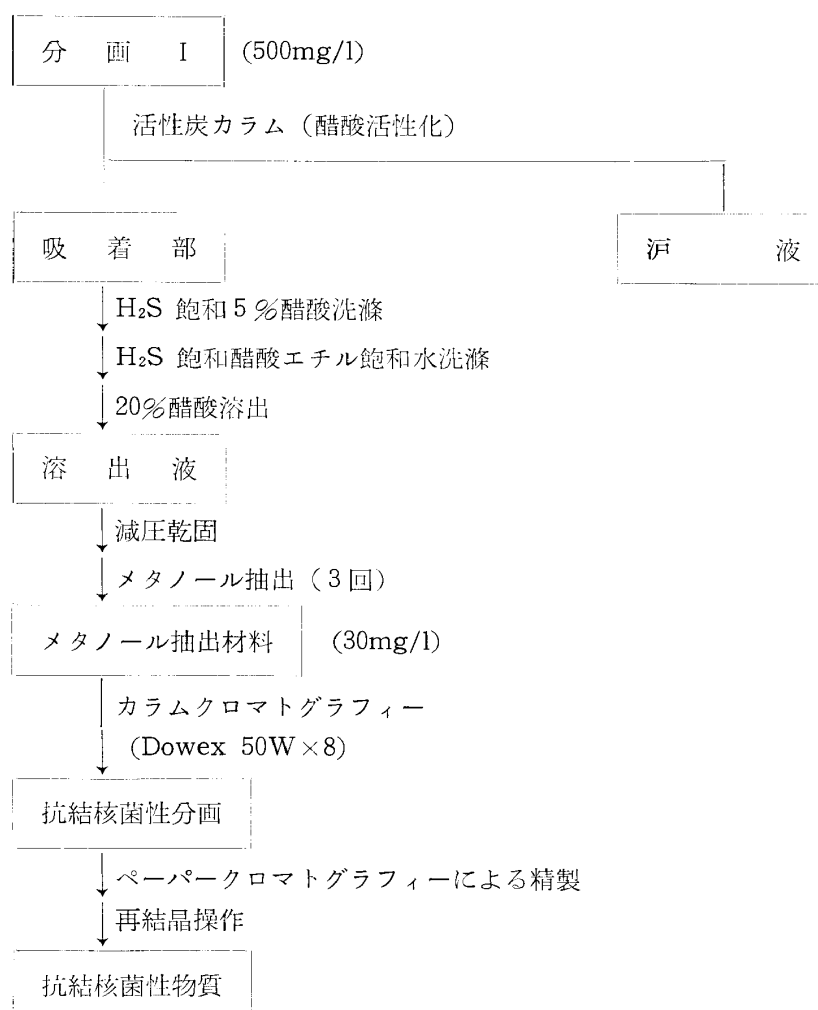 分画Ⅰ (500mg/l)
活性炭カラム（醋酸活性化）
吸着部 沪液
H₂S 飽和5%醋酸洗滌
H₂S 飽和醋酸エチル飽和水洗滌
20%醋酸溶出
溶出液
減圧乾固
メタノール抽出（3回）
メタノール抽出材料 (30mg/l)
カラムクロマトグラフィー
(Dowex 50W×8)
抗結核菌性分画
ペーパークロマトグラフィーによる精製
再結晶操作
抗結核菌性物質